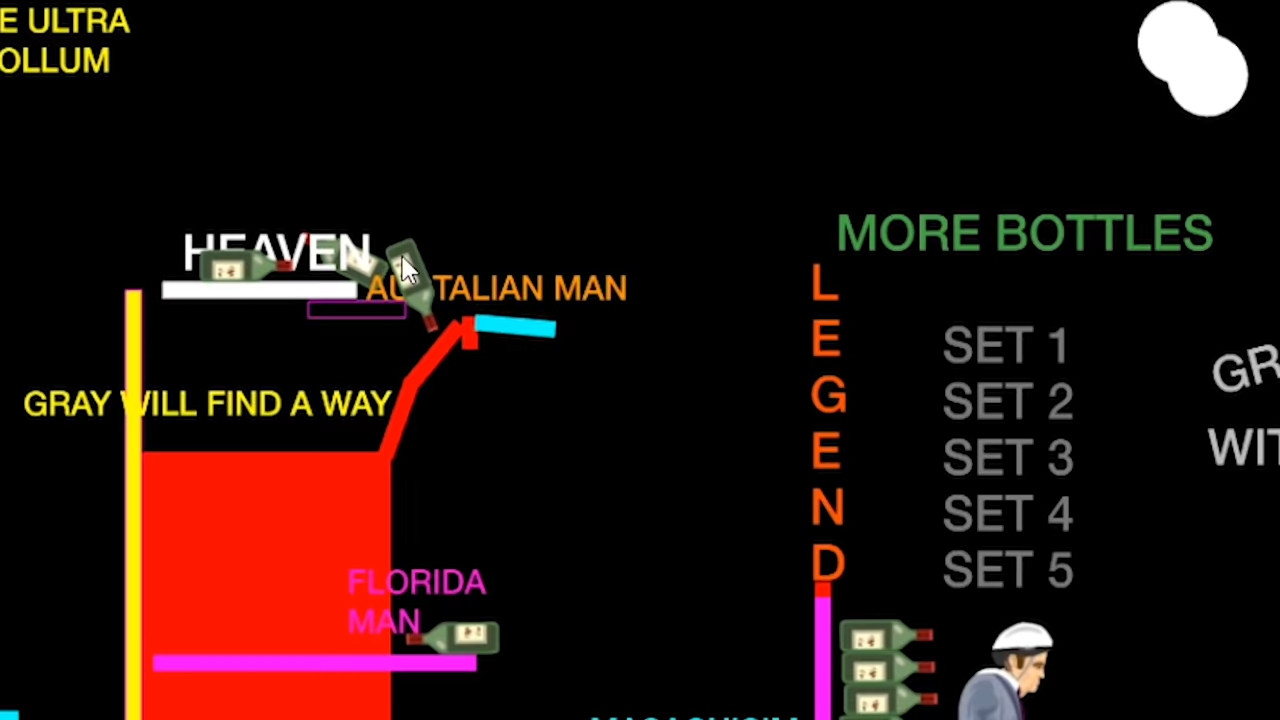 E ULTRA
OLLUM
MORE BOTTLES
HEAVEN
TALIAN MAN
LEGEND
SET 1
SET 2
SET 3
SET 4
SET 5
GR
WIT
GRAY WILL FIND A WAY
FLORIDA
MAN